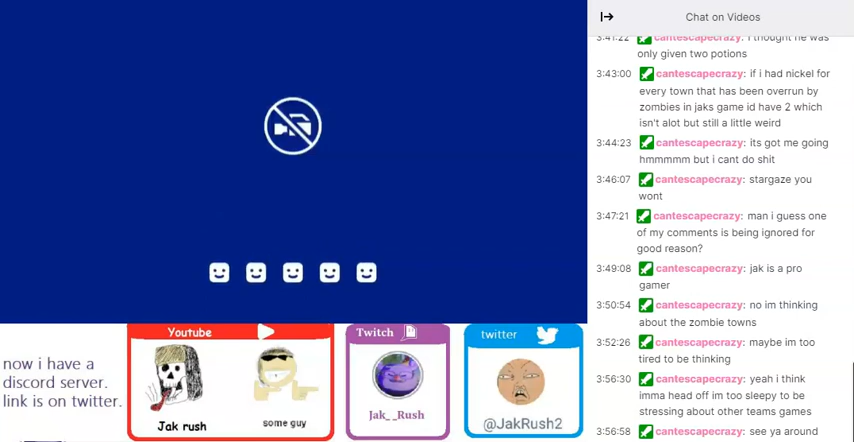 Chat on Videos
3:41:22 cantescapecrazy: i thought he was
only given two potions
3:43:00 cantescapecrazy: if i had nickel for
every town that has been overrun by
zombies in jaks game id have 2 which
isn't alot but still a little weird
3:44:23 cantescapecrazy: its got me going
hmmmmm but i cant do shit
3:46:07 cantescapecrazy: stargaze you
wont
3:47:21 cantescapecrazy: man i guess one
of my comments is being ignored for
good reason?
3:49:08 cantescapecrazy: jak is a pro
gamer
3:50:54 cantescapecrazy: no im thinking
about the zombie towns
3:52:26 cantescapecrazy: maybe im too
tired to be thinking
3:56:30 cantescapecrazy: yeah i think
imma head off im too sleepy to be
stressing about other teams games
3:56:58 cantescapecrazy: see ya around
now i have a
discord server.
link is on twitter.
Youtube
Jak rush
some guy
Twitch
Jak__Rush
twitter
@JakRush2